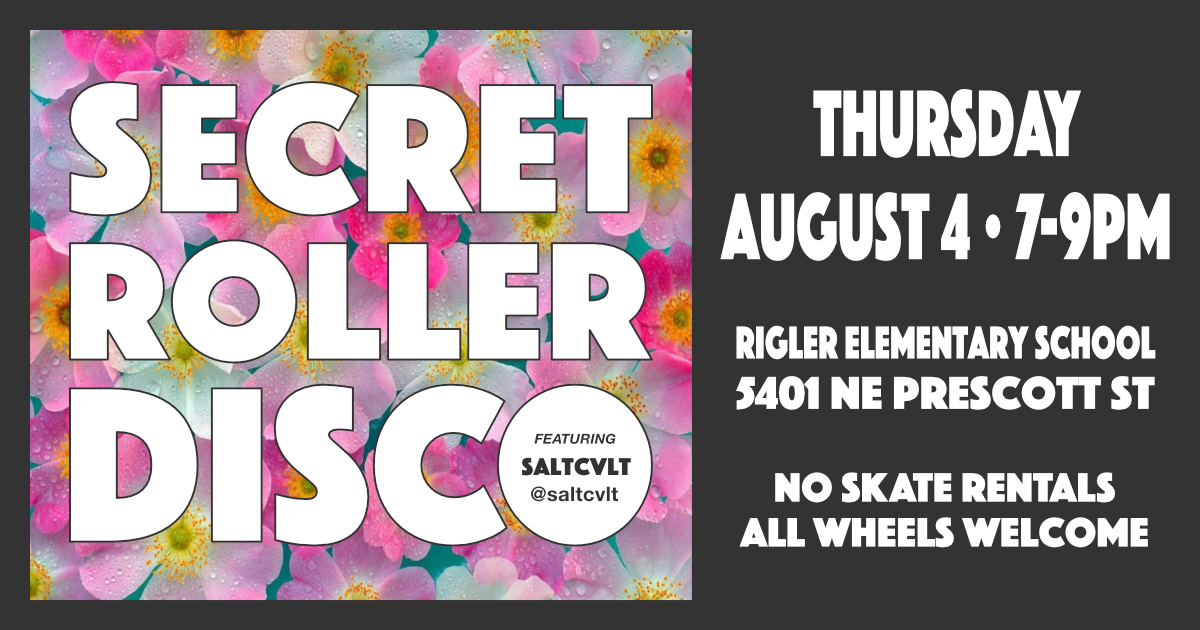 SECRET
ROLLER
DISCO
FEATURING
SALTCVLT
@saltcvlt
THURSDAY
AUGUST 4 • 7-9PM
RIGLER ELEMENTARY SCHOOL
5401 NE PRESCOTT ST
NO SKATE RENTALS
ALL WHEELS WELCOME